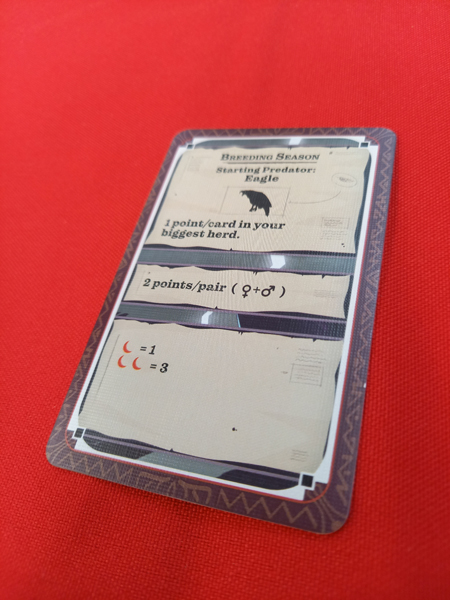 BREEDING SEASON
Starting Predator:
Eagle
1 point/card in your
biggest herd.
2 points/pair (♀+♂)
=1
=3